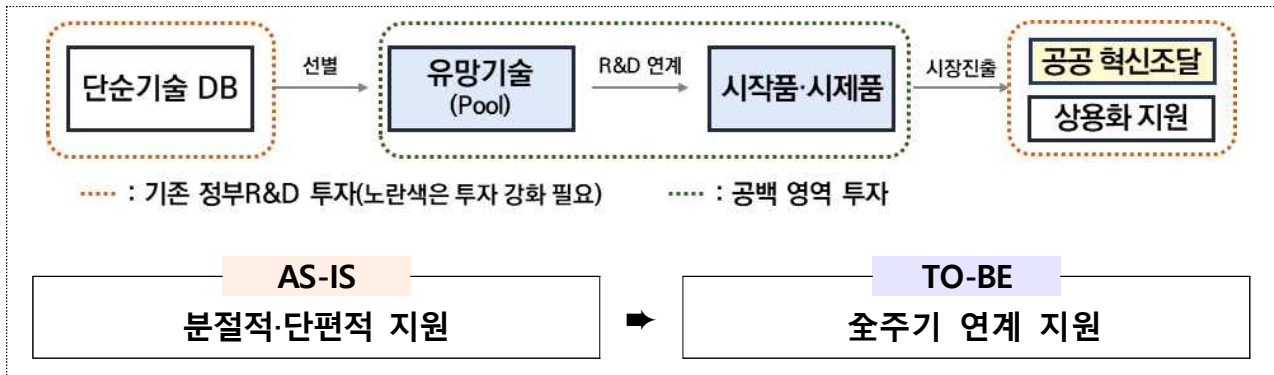 단순기술 DB
선별
유망기술
(Pool)
R&D 연계
시작품·시제품
시장진출
공공 혁신조달
상용화 지원
····· : 기존 정부R&D 투자(노란색은 투자 강화 필요)
····· : 공백 영역 투자
AS-IS
분절적·단편적 지원
➨
TO-BE
全주기 연계 지원